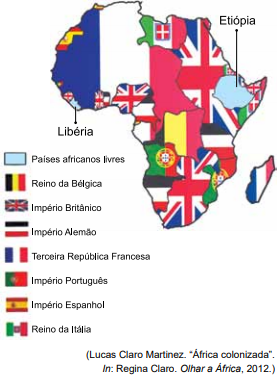 Etiópia
Libéria
Países africanos livres
Reino da Bélgica
Império Britânico
Império Alemão
Terceira República Francesa
Império Português
Império Espanhol
Reino da Itália
(Lucas Claro Martinez. “África colonizada”.
In: Regina Claro. Olhar a África, 2012.)